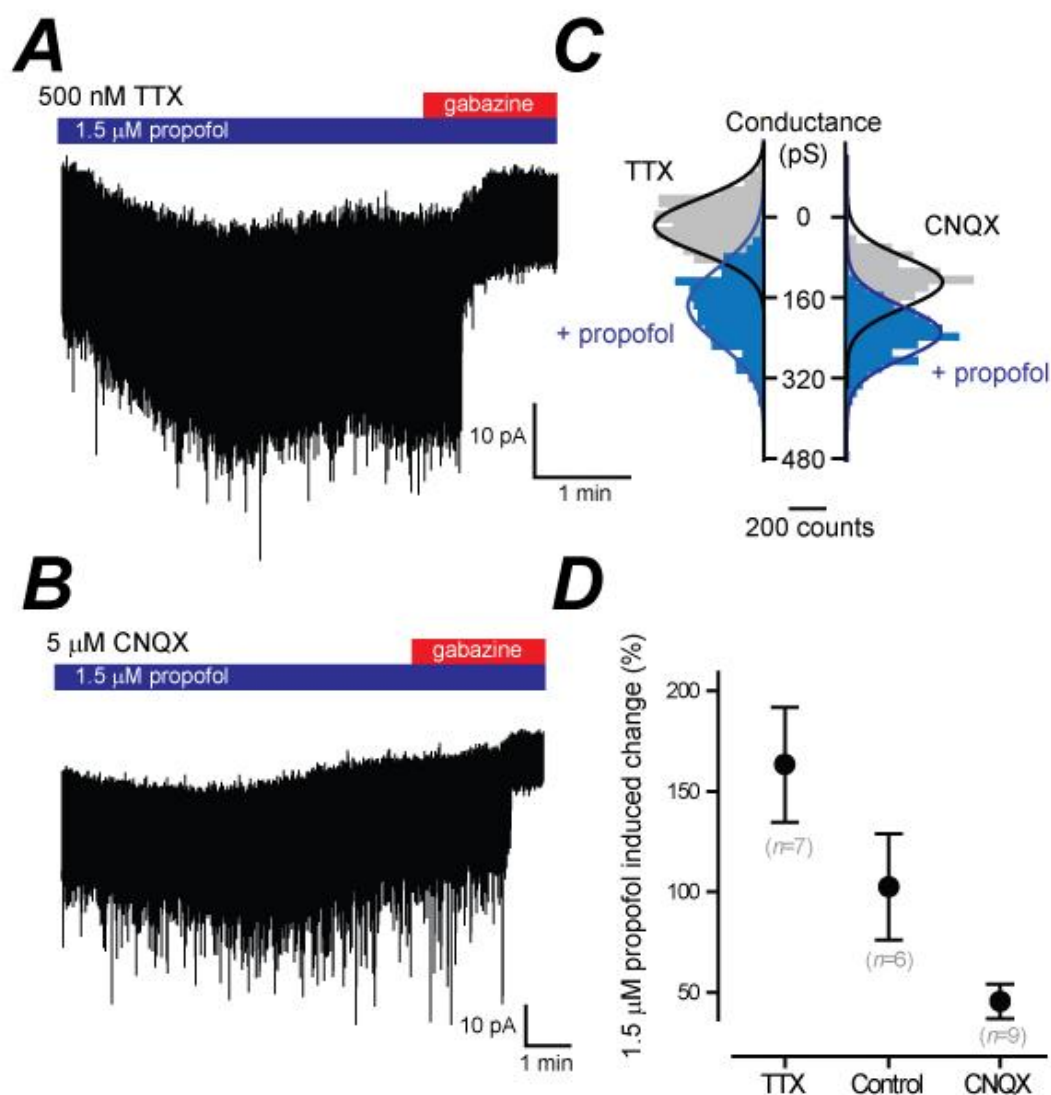 A
500 nM TTX
gabazine
1.5 μM propofol
10 pA
1 min
B
5 μM CNQX
gabazine
1.5 μM propofol
10 pA
1 min
C
Conductance
(pS)
TTX
CNQX
0
160
320
480
+ propofol
+ propofol
200 counts
D
1.5 μM propofol induced change (%)
200
150
100
50
(n=7)
(n=6)
(n=9)
TTX
Control
CNQX